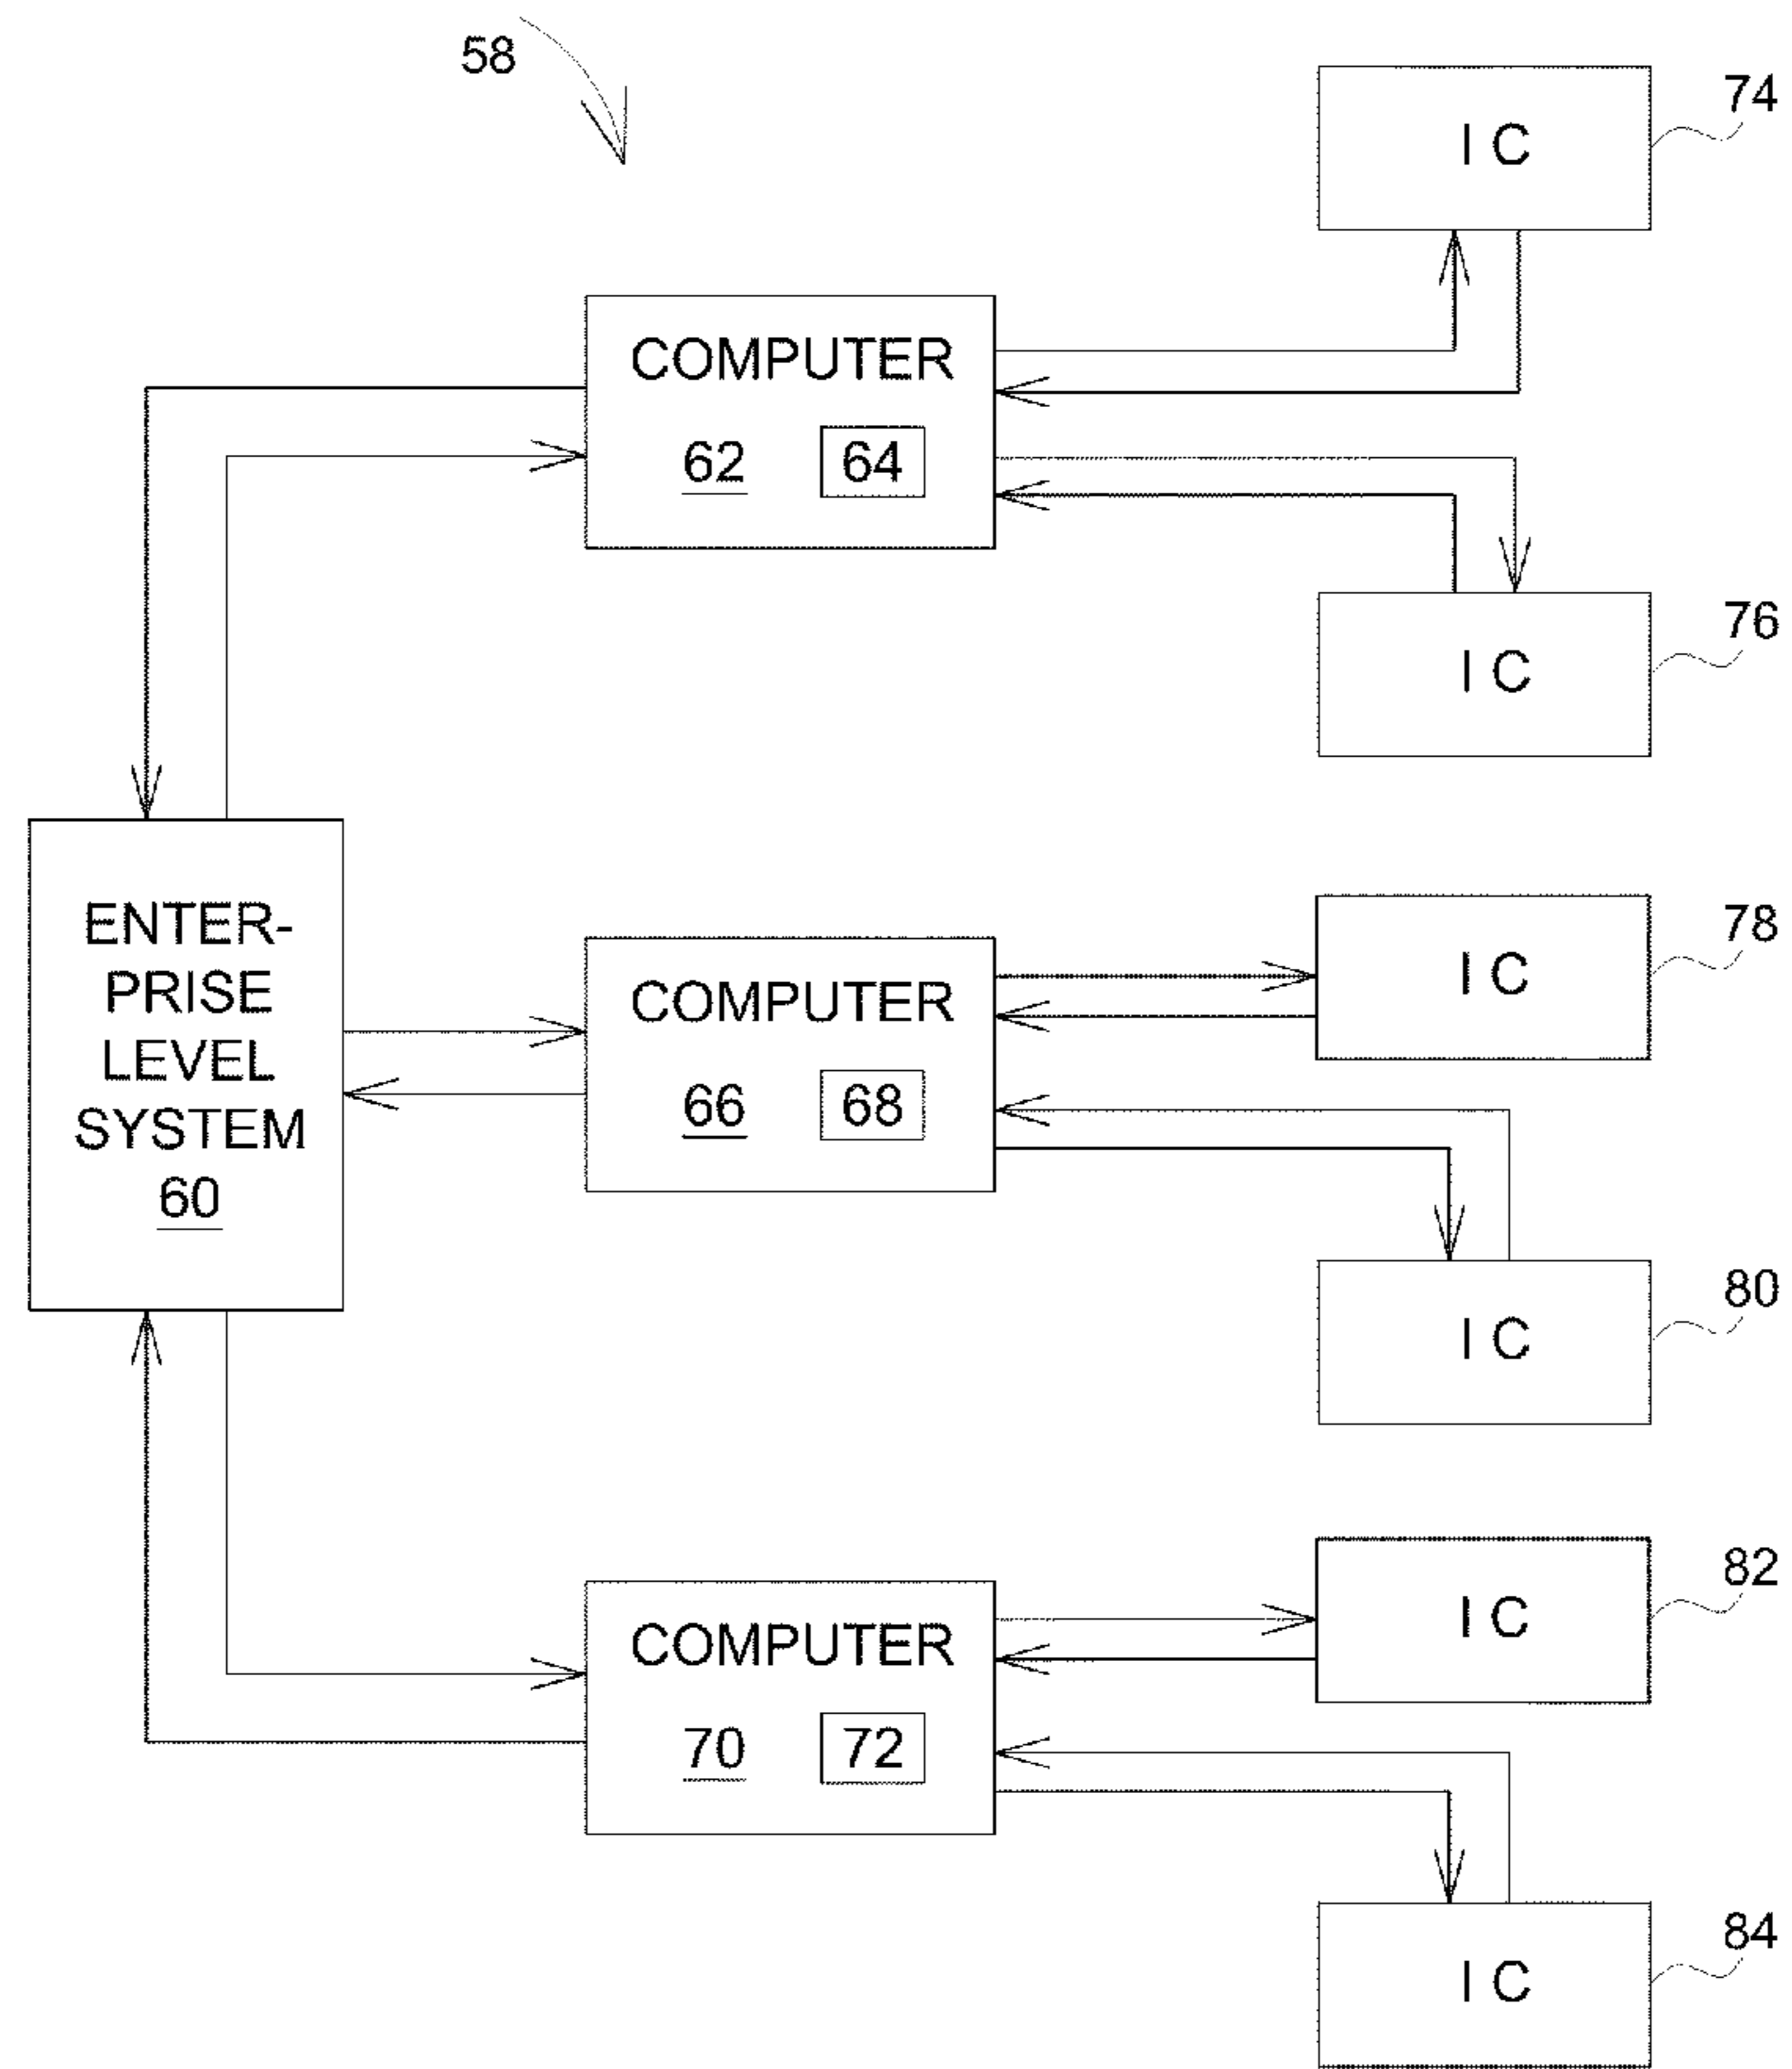 58
74
I C
COMPUTER
62 64
76
I C
ENTER-
PRISE
LEVEL
SYSTEM
60
78
I C
COMPUTER
66 68
80
I C
82
I C
COMPUTER
70 72
84
I C